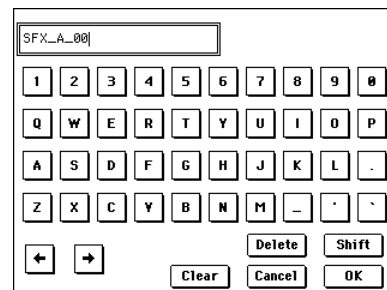 SFX_A_00
1 2 3 4 5 6 7 8 9 0
Q W E R T Y U I O P
A S D F G H J K L .
Z X C V B N M _ ' `
← → Delete Shift
Clear Cancel OK